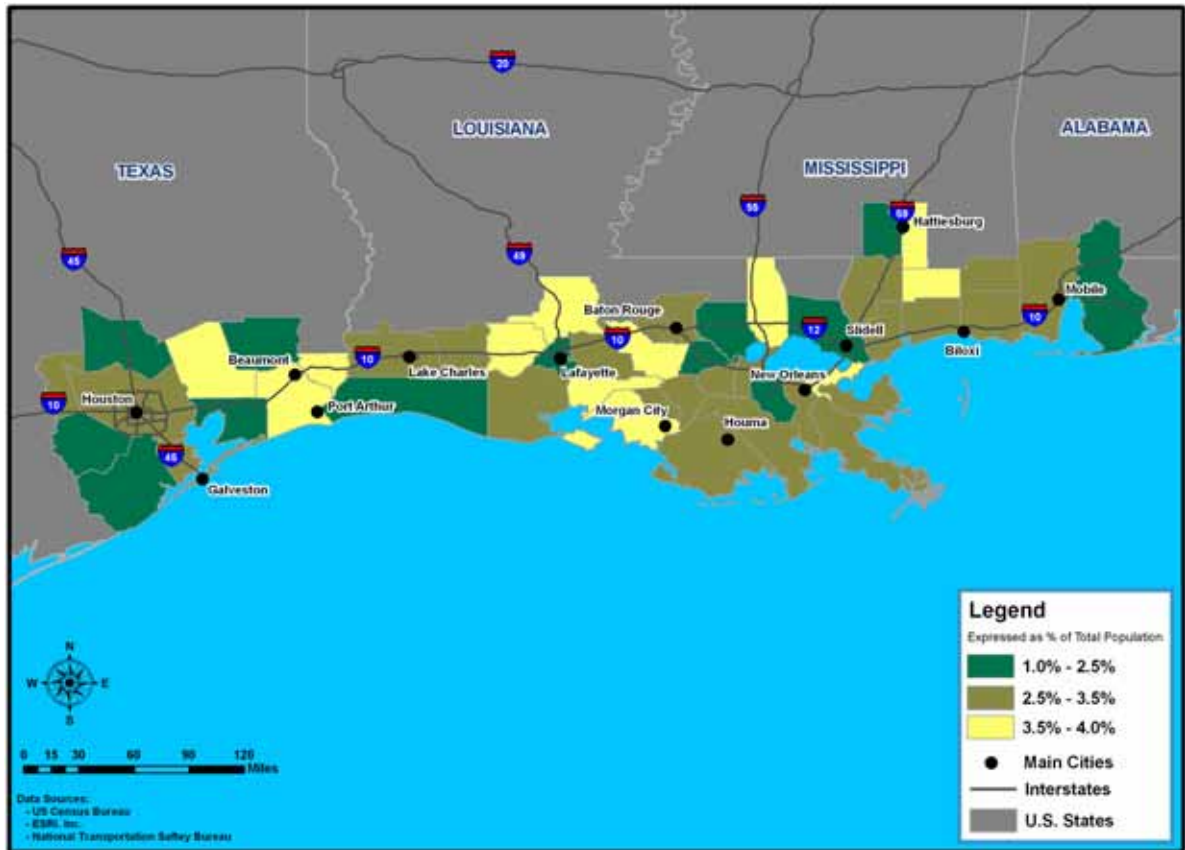 20
LOUISIANA
ALABAMA
TEXAS
MISSISSIPPI
55
59
Hattiesburg
45
49
Baton Rouge
Mobile
10
12
Slidell
10
Beaumont
10
10
Lake Charles
Lafayette
New Orleans
Biloxi
10
Houston
Port Arthur
Morgan City
Houma
45
Galveston
Legend
Expressed as % of Total Population
1.0% - 2.5%
2.5% - 3.5%
3.5% - 4.0%
Main Cities
Interstates
U.S. States
N
W E
S
0 15 30 60 90 120
Miles
Data Sources:
- US Census Bureau
- ESRI, Inc.
- National Transportation Saftey Bureau